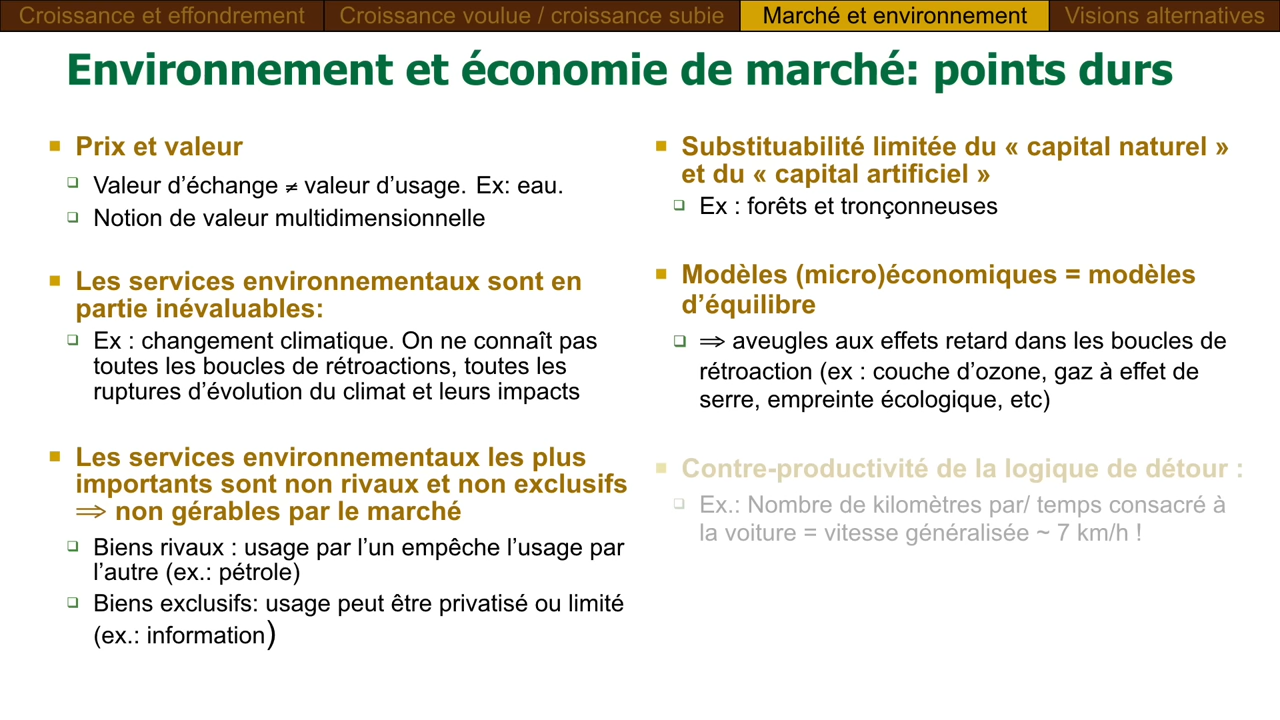 Croissance et effondrement
Croissance voulue / croissance subie
Marché et environnement
Visions alternatives
Environnement et économie de marché: points durs
Prix et valeur
Valeur d’échange ≠ valeur d’usage. Ex: eau.
Notion de valeur multidimensionnelle
Les services environnementaux sont en
partie inévaluables:
Ex : changement climatique. On ne connaît pas
toutes les boucles de rétroactions, toutes les
ruptures d’évolution du climat et leurs impacts
Les services environnementaux les plus
importants sont non rivaux et non exclusifs
⇒ non gérables par le marché
Biens rivaux : usage par l’un empêche l’usage par
l’autre (ex.: pétrole)
Biens exclusifs: usage peut être privatisé ou limité
(ex.: information)
Substituabilité limitée du « capital naturel »
et du « capital artificiel »
Ex : forêts et tronçonneuses
Modèles (micro)économiques = modèles
d’équilibre
⇒ aveugles aux effets retard dans les boucles de
rétroaction (ex : couche d’ozone, gaz à effet de
serre, empreinte écologique, etc)
Contre-productivité de la logique de détour :
Ex.: Nombre de kilomètres par/ temps consacré à
la voiture = vitesse généralisée ~ 7 km/h !